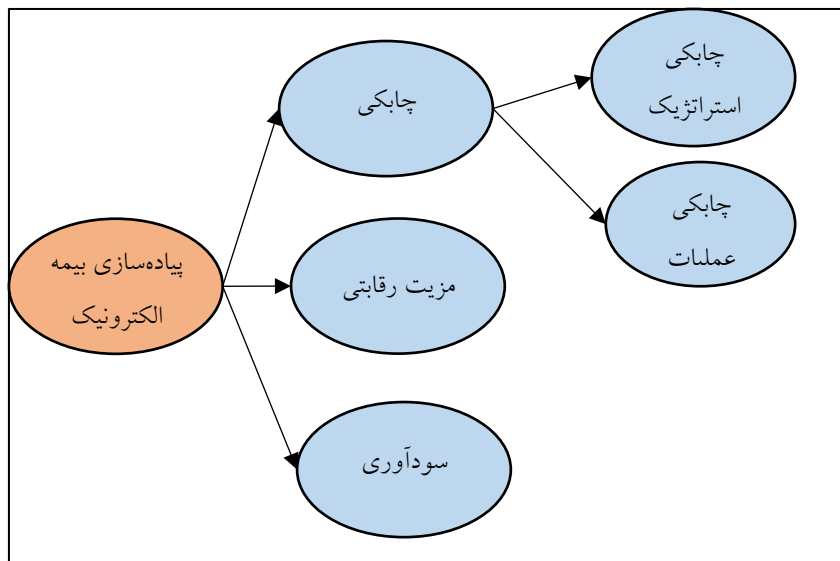 چابکی
استراتژیک
چابکی
چابکی
عملیات
پیاده‌سازی بیمه
الکترونیک
مزیت رقابتی
سودآوری